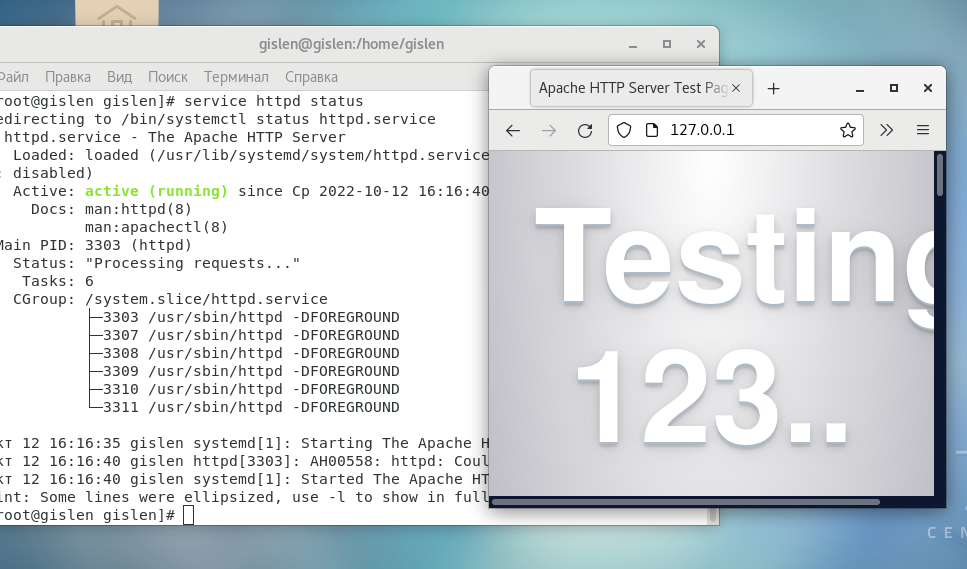 gislen@gislen:/home/gislen
Файл Правка Вид Поиск Терминал Справка
root@gislen gislen]# service httpd status
edirecting to /bin/systemctl status httpd.service
httpd.service - The Apache HTTP Server
Loaded: loaded (/usr/lib/systemd/system/httpd.service
: disabled)
Active: active (running) since Ср 2022-10-12 16:16:40
Docs: man:httpd(8)
man:apachectl(8)
Main PID: 3303 (httpd)
Status: "Processing requests..."
Tasks: 6
CGroup: /system.slice/httpd.service
├─3303 /usr/sbin/httpd -DFOREGROUND
├─3307 /usr/sbin/httpd -DFOREGROUND
├─3308 /usr/sbin/httpd -DFOREGROUND
├─3309 /usr/sbin/httpd -DFOREGROUND
├─3310 /usr/sbin/httpd -DFOREGROUND
└─3311 /usr/sbin/httpd -DFOREGROUND
кт 12 16:16:35 gislen systemd[1]: Starting The Apache H
кт 12 16:16:40 gislen httpd[3303]: AH00558: httpd: Coul
кт 12 16:16:40 gislen systemd[1]: Started The Apache HT
int: Some lines were ellipsized, use -l to show in full
root@gislen gislen]#
Apache HTTP Server Test Pag
127.0.0.1
Testing
123..
CEN